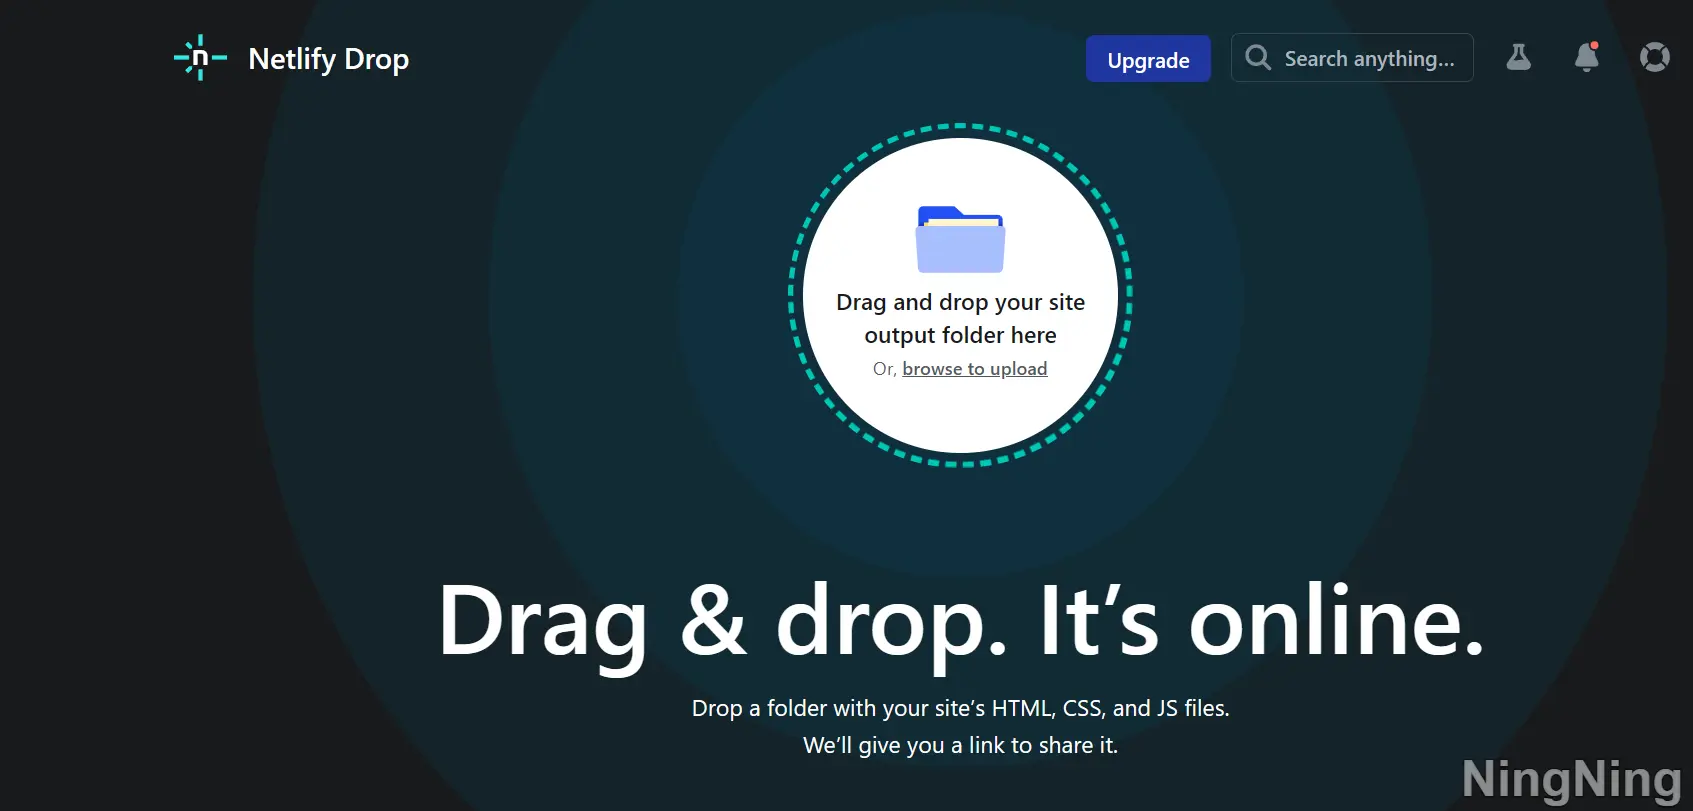 n
Netlify Drop
Upgrade
Search anything...
Drag and drop your site
output folder here
Or, browse to upload
Drag & drop. It’s online.
Drop a folder with your site’s HTML, CSS, and JS files.
We’ll give you a link to share it.
NingNing